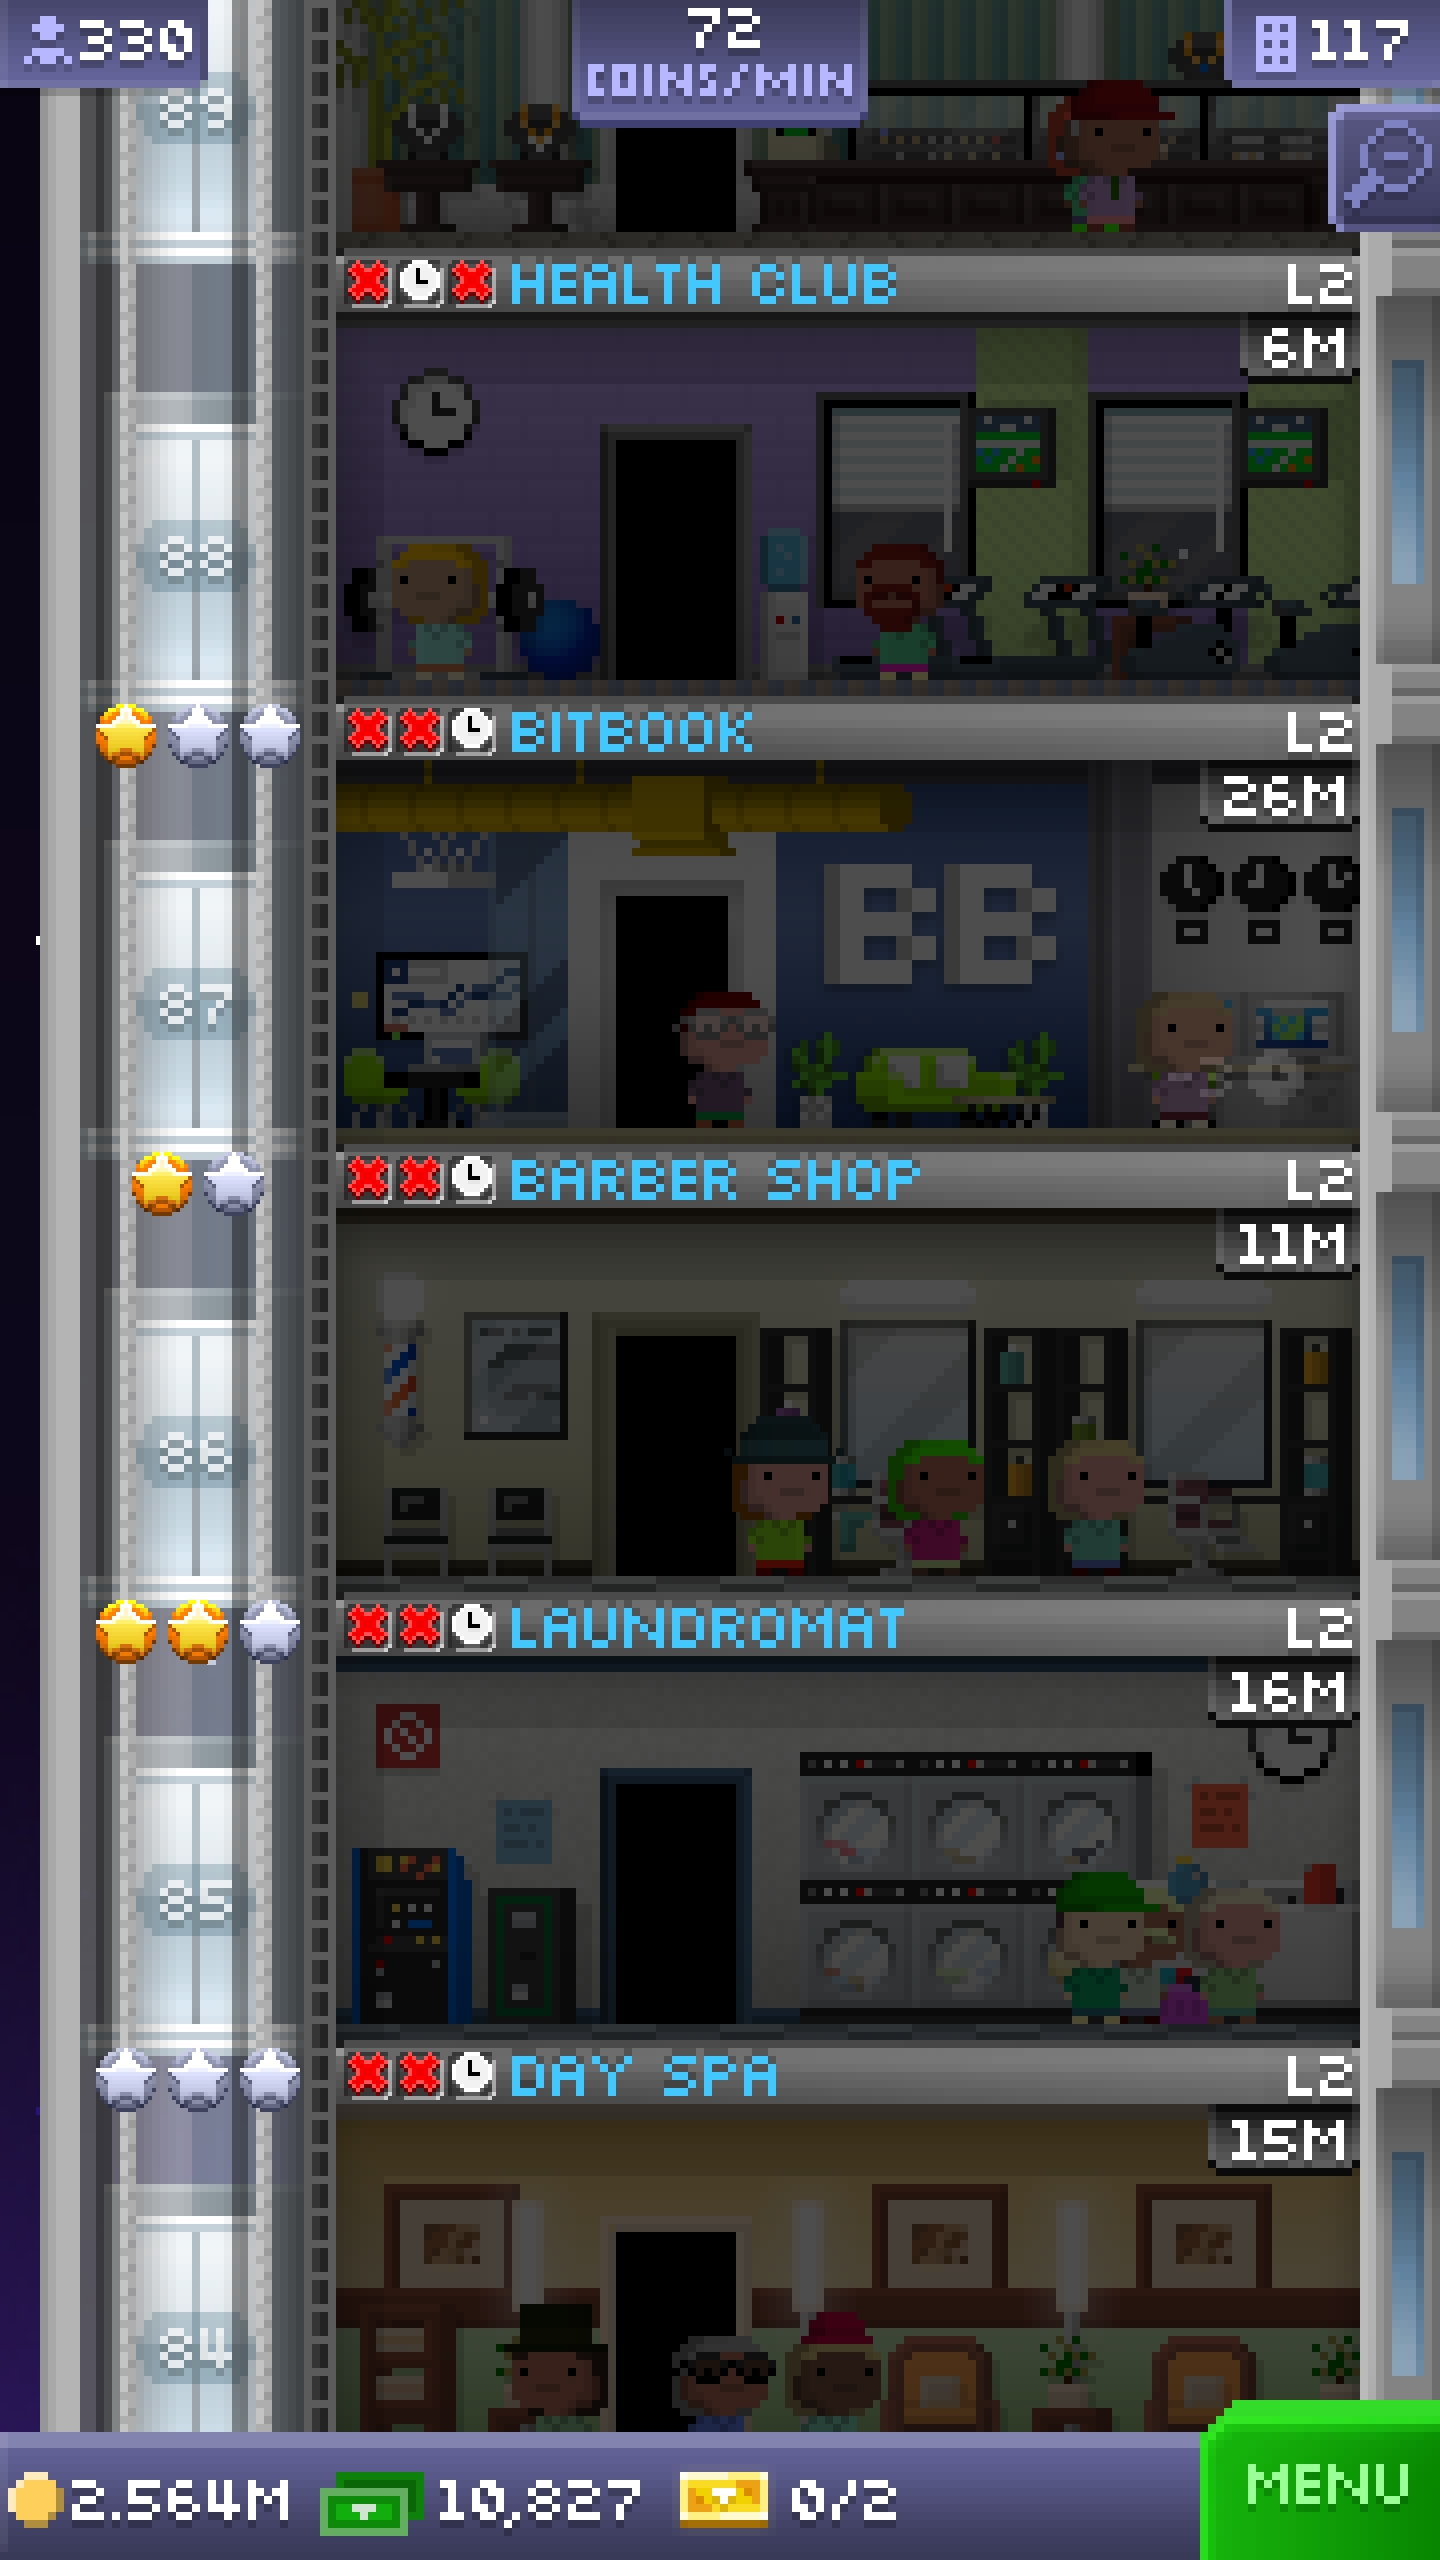 330
72
COINS/MIN
117
89
HEALTH CLUB L2
6M
88
BITBOOK L2
26M
BB
87
BARBER SHOP L2
11M
86
LAUNDROMAT L2
16M
85
DAY SPA L2
15M
84
2.564M 10,827 0/2
MENU